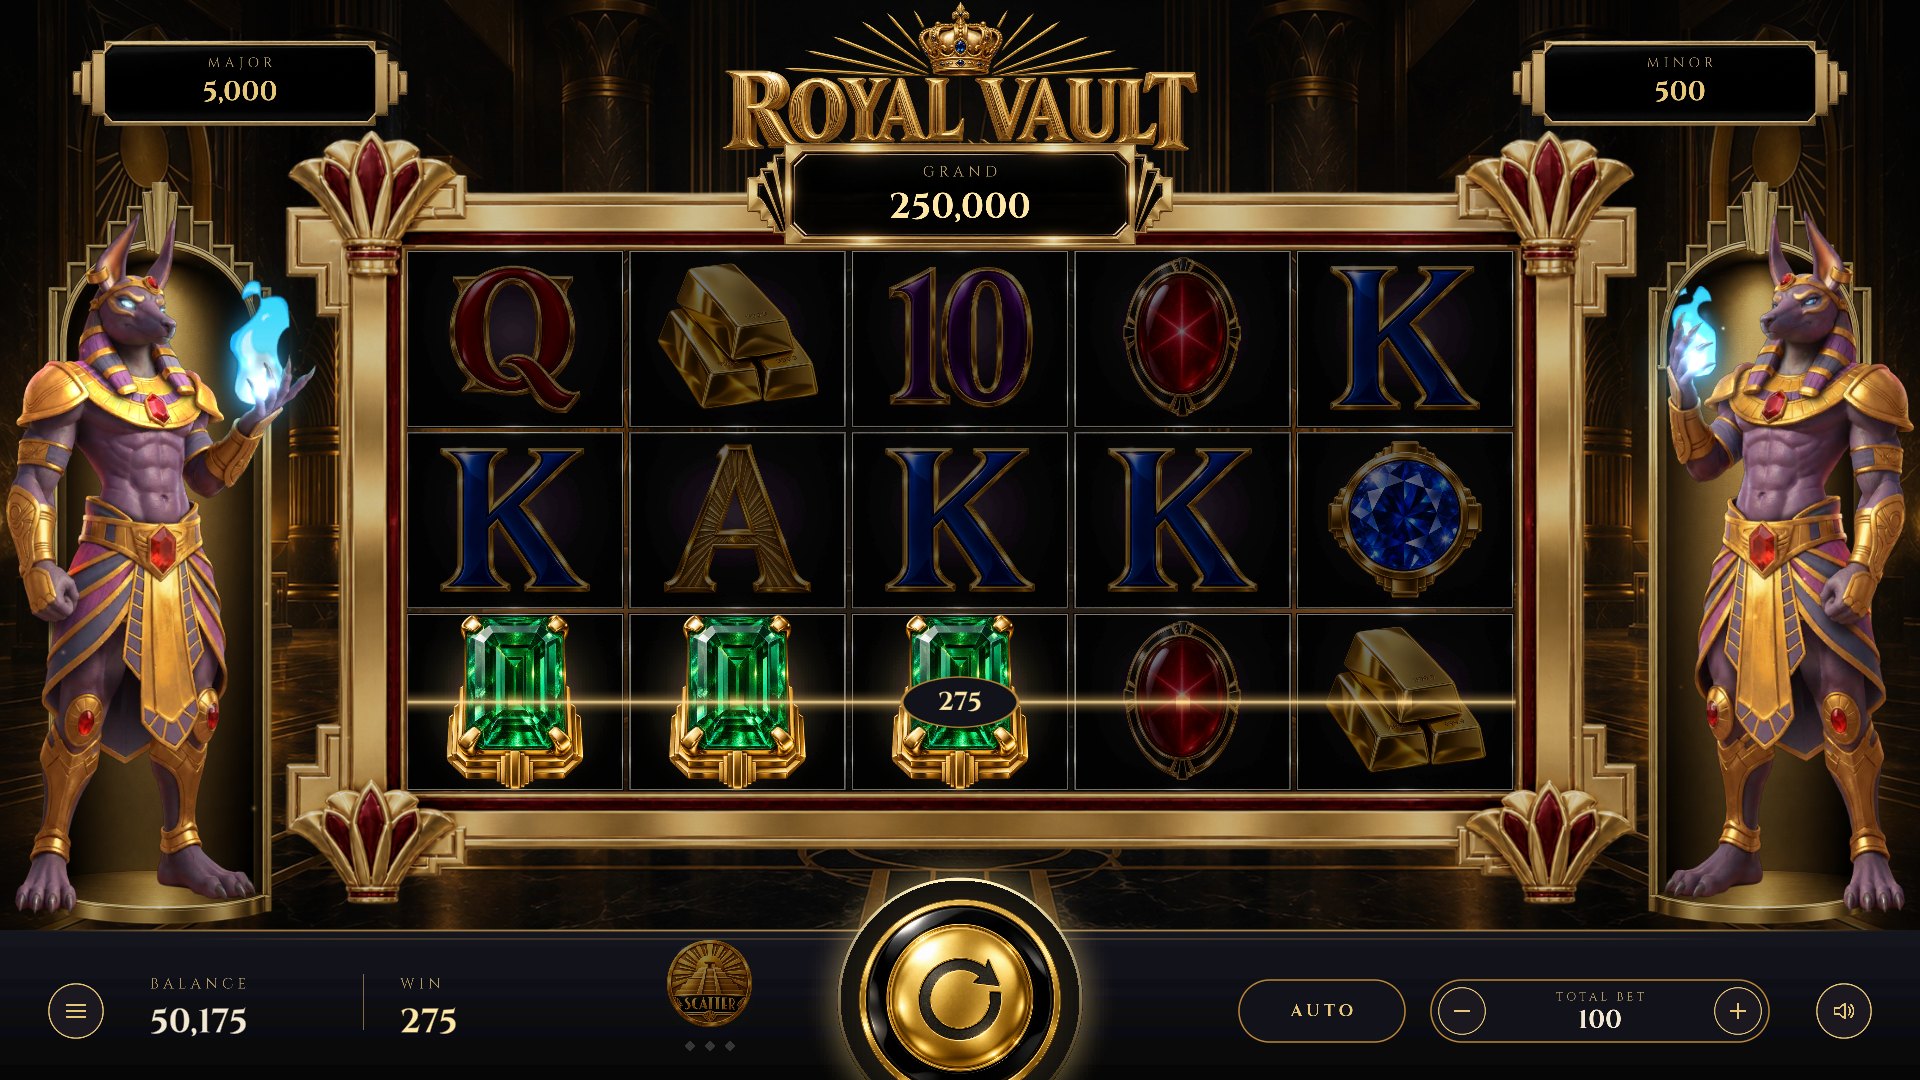 MAJOR
5,000
ROYAL VAULT
MINOR
500
GRAND
250,000
Q
10
K
K
A
K
K
275
BALANCE
50,175
WIN
275
SCATTER
AUTO
TOTAL BET
100